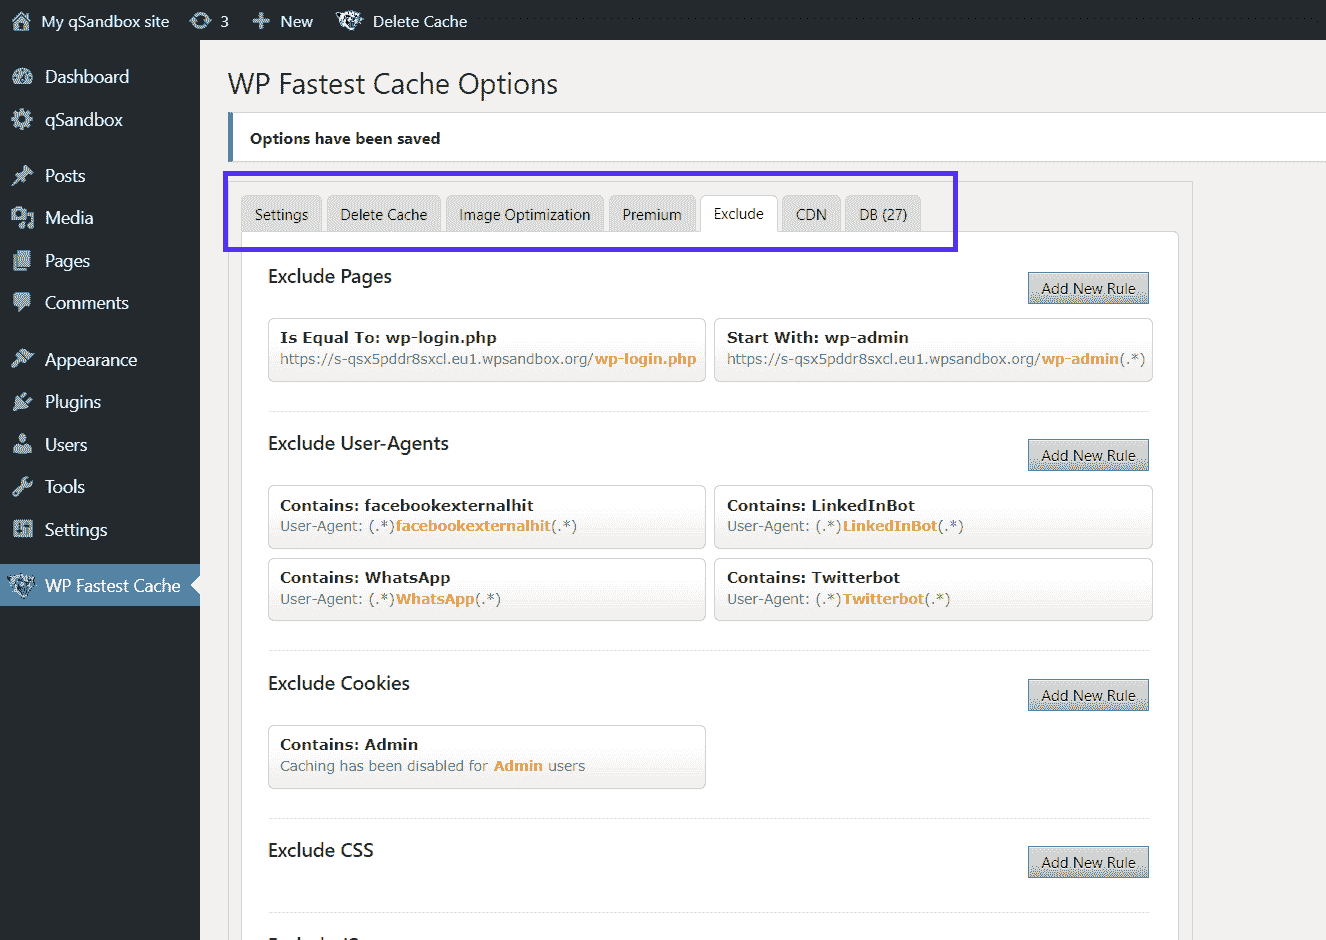 My qSandbox site 3 New Delete Cache
Dashboard
qSandbox
Posts
Media
Pages
Comments
Appearance
Plugins
Users
Tools
Settings
WP Fastest Cache
WP Fastest Cache Options
Options have been saved
Settings Delete Cache Image Optimization Premium Exclude CDN DB (27)
Exclude Pages
Add New Rule
Is Equal To: wp-login.php
https://s-qsx5pddr8sxcl.eu1.wpsandbox.org/wp-login.php
Start With: wp-admin
https://s-qsx5pddr8sxcl.eu1.wpsandbox.org/wp-admin(.*)
Exclude User-Agents
Add New Rule
Contains: facebookexternalhit
User-Agent: (.*)facebookexternalhit(.*)
Contains: LinkedInBot
User-Agent: (.*)LinkedInBot(.*)
Contains: WhatsApp
User-Agent: (.*)WhatsApp(.*)
Contains: Twitterbot
User-Agent: (.*)Twitterbot(.*)
Exclude Cookies
Add New Rule
Contains: Admin
Caching has been disabled for Admin users
Exclude CSS
Add New Rule